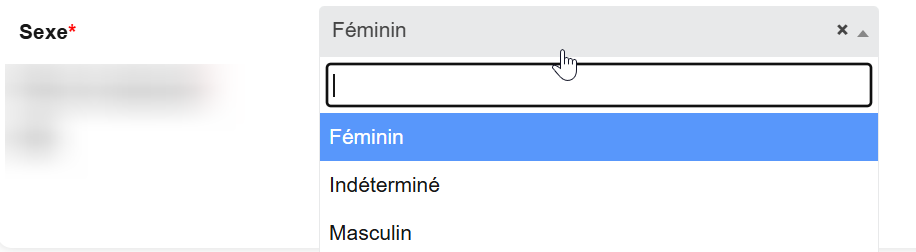 Sexe*
Féminin ×
Féminin
Indéterminé
Masculin